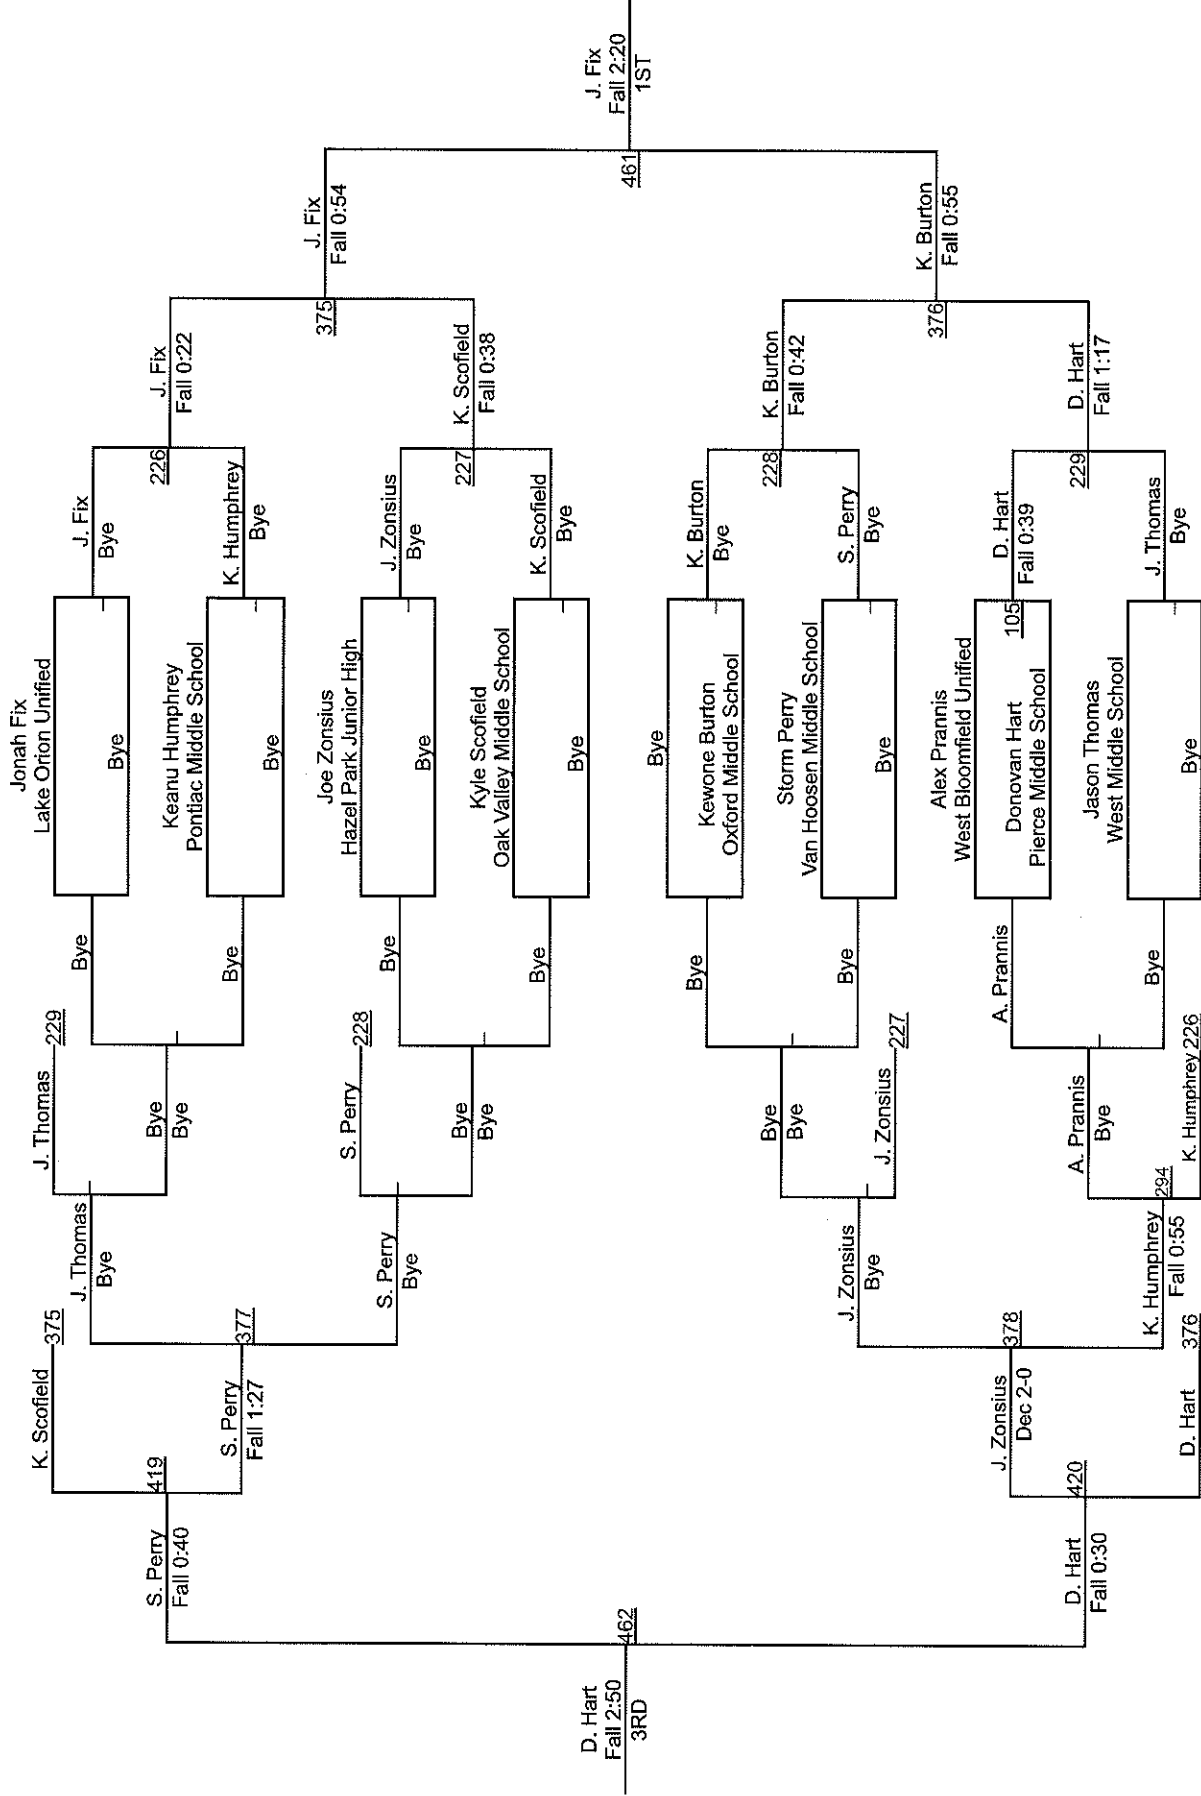 Jonah Fix
Lake Orion Unified
Bye
Keanu Humphrey
Pontiac Middle School
Bye
Joe Zonsius
Hazel Park Junior High
Bye
Kyle Scofield
Oak Valley Middle School
Bye
Bye
Kewone Burton
Oxford Middle School
Storm Perry
Van Hoosen Middle School
Bye
Alex Prannis
West Bloomfield Unified
Donovan Hart
Pierce Middle School
105
Jason Thomas
West Middle School
Bye
J. Fix
Bye
K. Humphrey
Bye
J. Zonsius
Bye
K. Scofield
Bye
K. Burton
Bye
S. Perry
Bye
D. Hart
Fall 0:39
J. Thomas
Bye
226
J. Fix
Fall 0:22
227
K. Scofield
Fall 0:38
228
K. Burton
Fall 0:42
229
D. Hart
Fall 1:17
375
J. Fix
Fall 0:54
376
K. Burton
Fall 0:55
461
J. Fix
Fall 2:20
1ST
Bye
Bye
Bye
Bye
Bye
Bye
A. Prannis
Bye
J. Thomas
229
Bye
Bye
S. Perry
228
Bye
Bye
Bye
Bye
J. Zonsius
227
A. Prannis
Bye
K. Humphrey
226
J. Thomas
Bye
S. Perry
Bye
J. Zonsius
Bye
294
K. Humphrey
Fall 0:55
K. Scofield
375
377
S. Perry
Fall 1:27
378
J. Zonsius
Dec 2-0
D. Hart
376
419
S. Perry
Fall 0:40
420
D. Hart
Fall 0:30
462
D. Hart
Fall 2:50
3RD